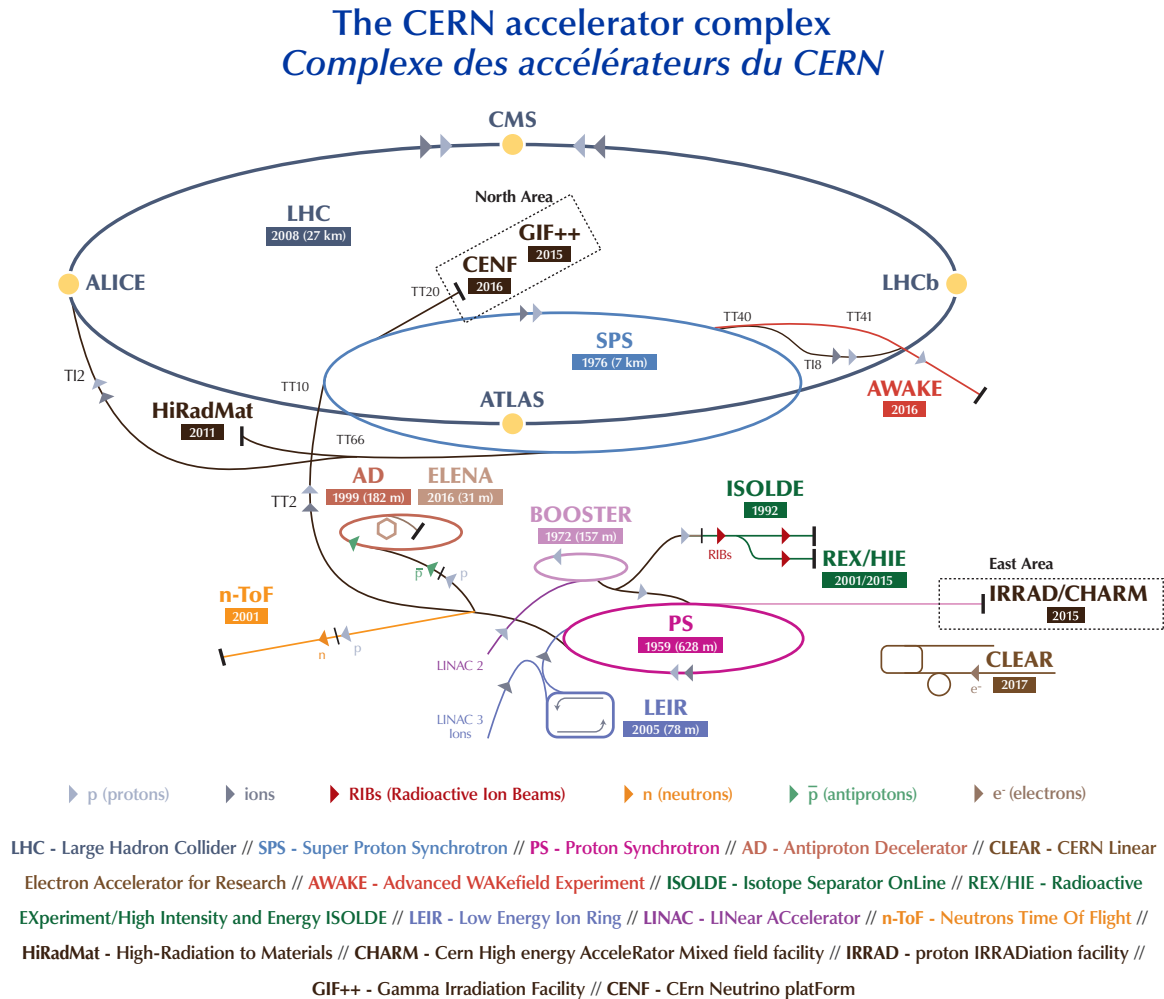 The CERN accelerator complex
Complexe des accélérateurs du CERN
CMS
North Area
LHC
2008 (27 km)
GIF++
2015
CENF
2016
ALICE
LHCb
TT20
TT40
TT41
SPS
1976 (7 km)
TI8
TI2
TT10
AWAKE
2016
ATLAS
HiRadMat
2011
TT66
AD
1999 (182 m)
ELENA
2016 (31 m)
TT2
ISOLDE
1992
BOOSTER
1972 (157 m)
RIBs
REX/HIE
2001/2015
East Area
p̅
p
IRRAD/CHARM
2015
n-ToF
2001
PS
1959 (628 m)
n
p
LINAC 2
CLEAR
2017
e-
LEIR
2005 (78 m)
LINAC 3
Ions
p (protons)
ions
RIBs (Radioactive Ion Beams)
n (neutrons)
p̅ (antiprotons)
e- (electrons)
LHC - Large Hadron Collider // SPS - Super Proton Synchrotron // PS - Proton Synchrotron // AD - Antiproton Decelerator // CLEAR - CERN Linear
Electron Accelerator for Research // AWAKE - Advanced WAKefield Experiment // ISOLDE - Isotope Separator OnLine // REX/HIE - Radioactive
EXperiment/High Intensity and Energy ISOLDE // LEIR - Low Energy Ion Ring // LINAC - LINear ACcelerator // n-ToF - Neutrons Time Of Flight //
HiRadMat - High-Radiation to Materials // CHARM - Cern High energy AcceleRator Mixed field facility // IRRAD - proton IRRADiation facility //
GIF++ - Gamma Irradiation Facility // CENF - CErn Neutrino platForm